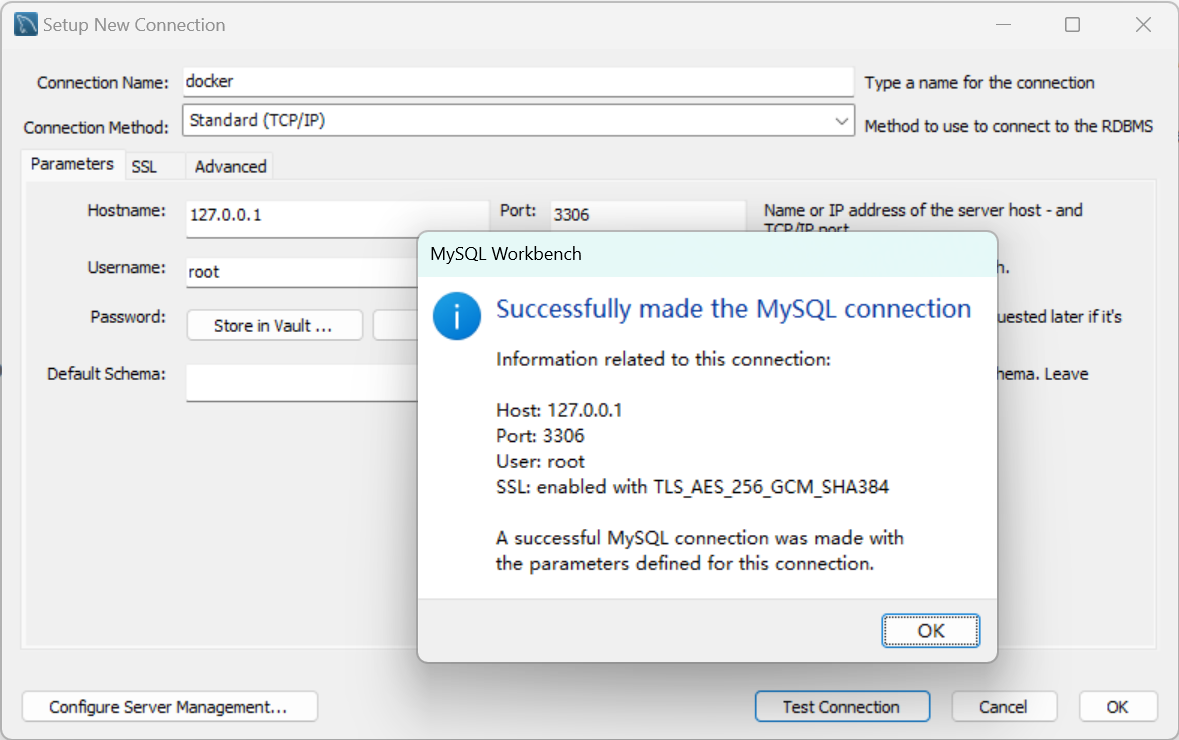 Setup New Connection
Connection Name: docker Type a name for the connection
Connection Method: Standard (TCP/IP) Method to use to connect to the RDBMS
Parameters SSL Advanced
Hostname: 127.0.0.1 Port: 3306 Name or IP address of the server host - and
TCP/IP port
Username: root
Password: Store in Vault ... later if it's
Default Schema: Leave
MySQL Workbench
Successfully made the MySQL connection
Information related to this connection:
Host: 127.0.0.1
Port: 3306
User: root
SSL: enabled with TLS_AES_256_GCM_SHA384
A successful MySQL connection was made with
the parameters defined for this connection.
OK
Configure Server Management... Test Connection Cancel OK